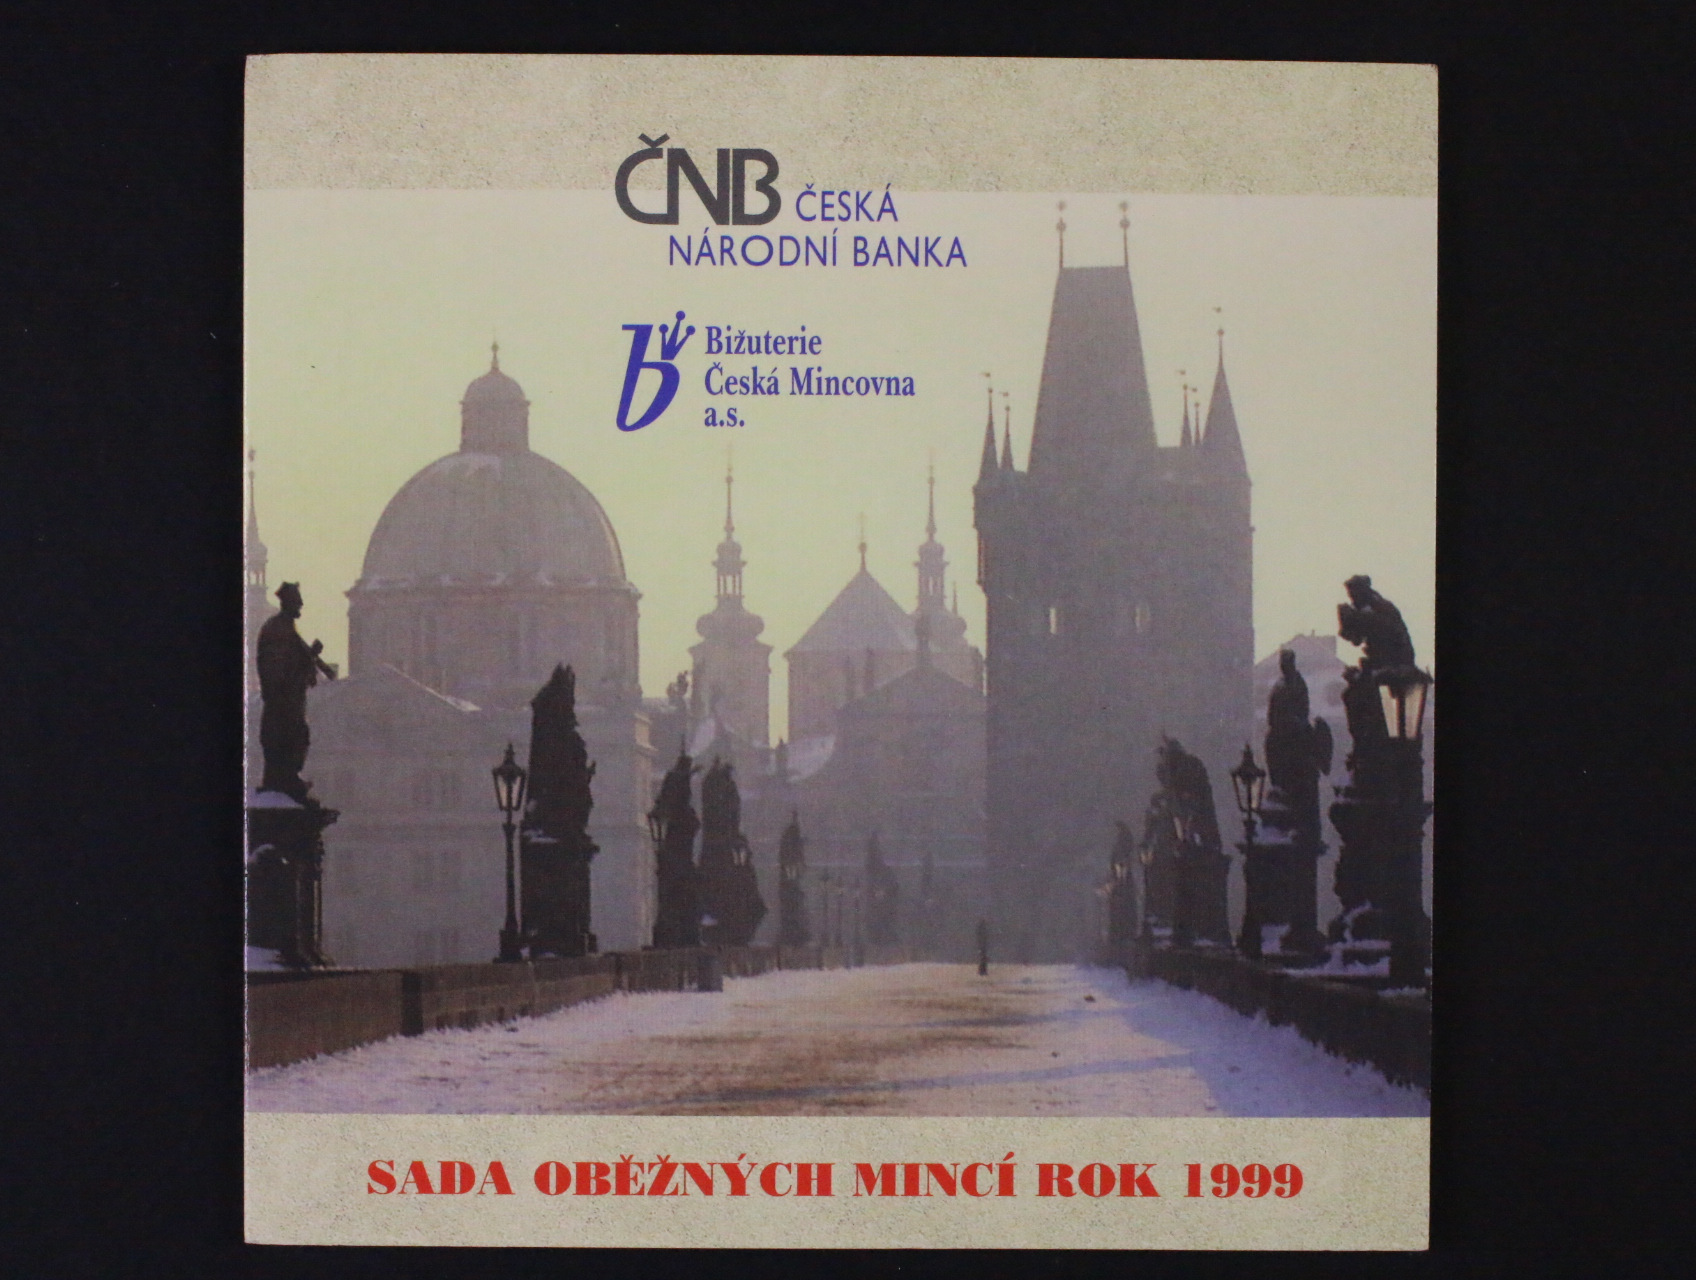 ČNB ČESKÁ
NÁRODNÍ BANKA
b Bižuterie
Česká Mincovna
a.s.
SADA OBĚŽNÝCH MINCÍ ROK 1999